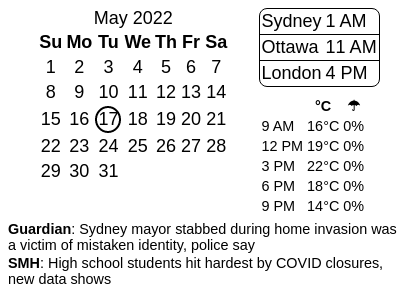 May 2022
Su Mo Tu We Th Fr Sa
1 2 3 4 5 6 7
8 9 10 11 12 13 14
15 16 17 18 19 20 21
22 23 24 25 26 27 28
29 30 31
Sydney 1 AM
Ottawa 11 AM
London 4 PM
°C ☂
9 AM 16°C 0%
12 PM 19°C 0%
3 PM 22°C 0%
6 PM 18°C 0%
9 PM 14°C 0%
Guardian: Sydney mayor stabbed during home invasion was
a victim of mistaken identity, police say
SMH: High school students hit hardest by COVID closures,
new data shows